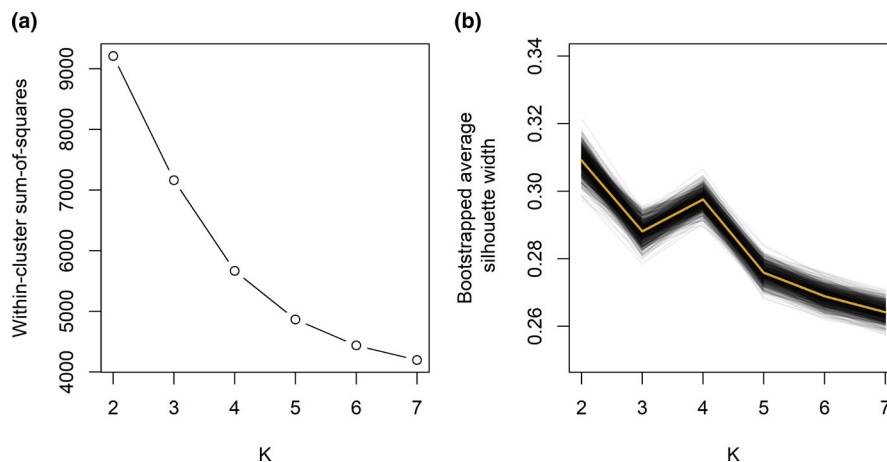 (a)
Within-cluster sum-of-squares
9000
8000
7000
6000
5000
4000
2 3 4 5 6 7
K
(b)
Bootstrapped average
silhouette width
0.34
0.32
0.30
0.28
0.26
2 3 4 5 6 7
K